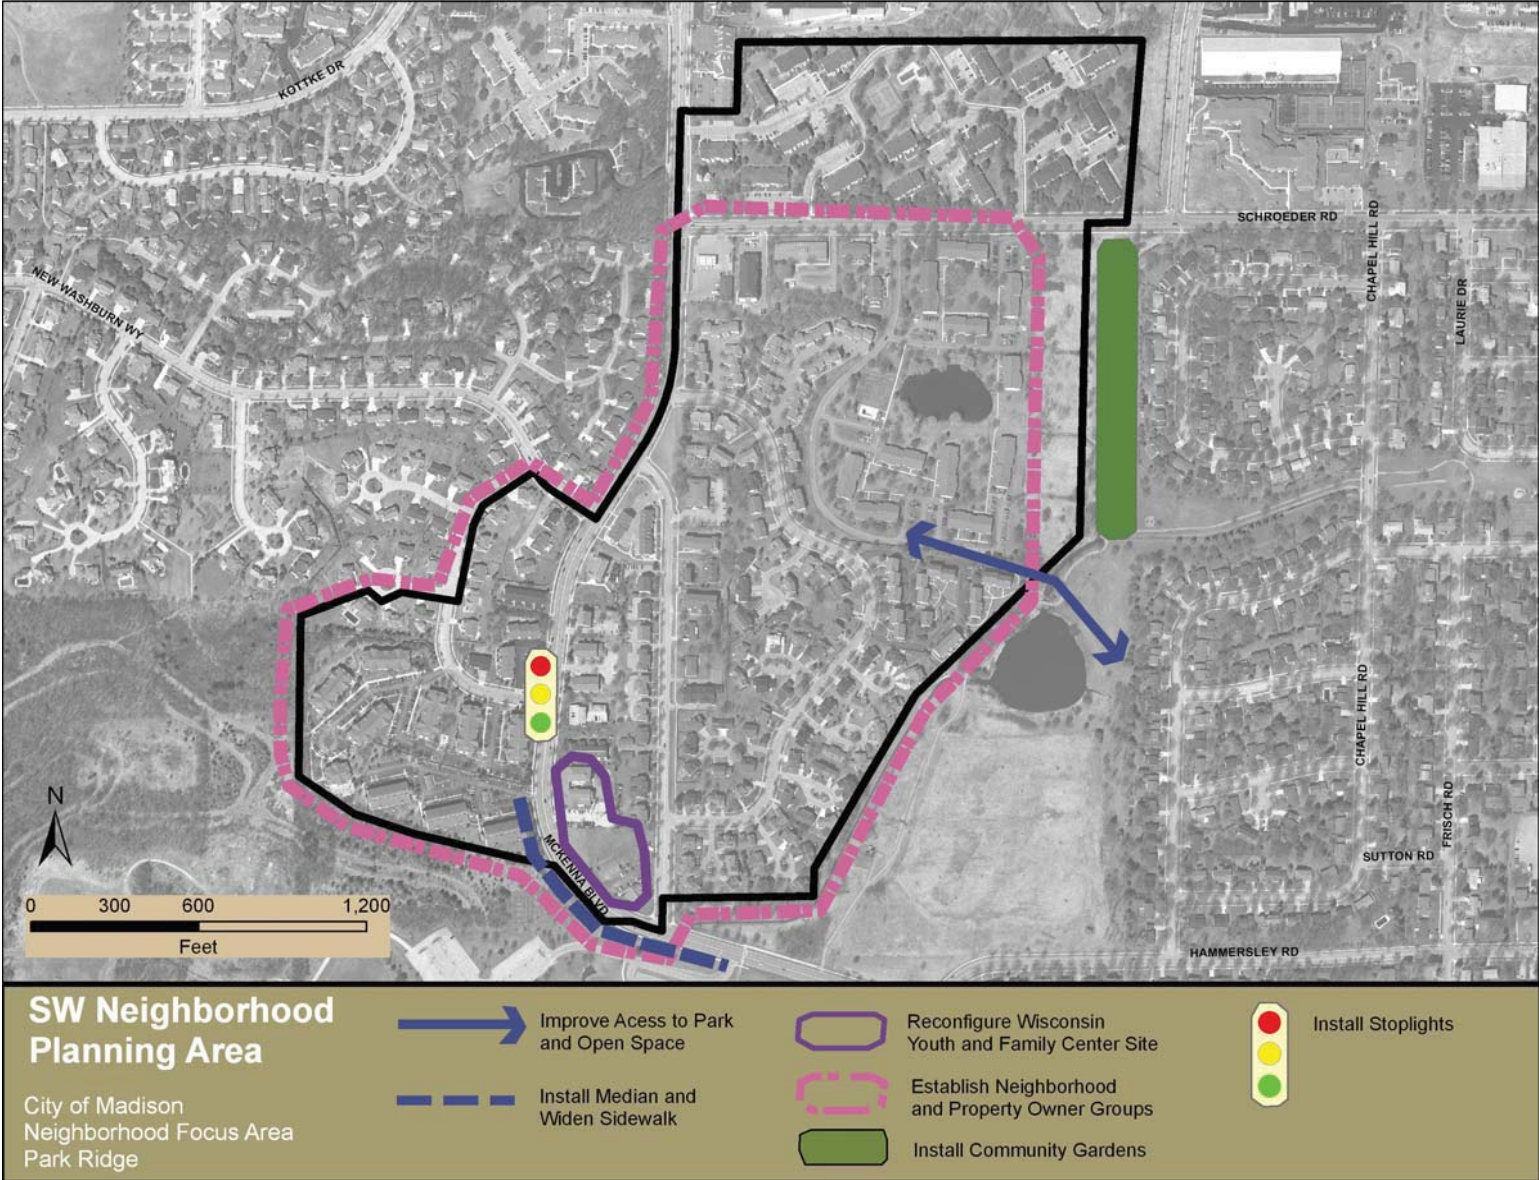 KOTTKE DR
SCHROEDER RD
CHAPEL HILL RD
LAURIE DR
NEW WASHBURN WY
CHAPEL HILL RD
FRISCH RD
MCKENNA BLVD
SUTTON RD
HAMMERSLEY RD
N
0 300 600 1,200
Feet
SW Neighborhood
Planning Area
City of Madison
Neighborhood Focus Area
Park Ridge
Improve Acess to Park
and Open Space
Install Median and
Widen Sidewalk
Reconfigure Wisconsin
Youth and Family Center Site
Establish Neighborhood
and Property Owner Groups
Install Community Gardens
Install Stoplights